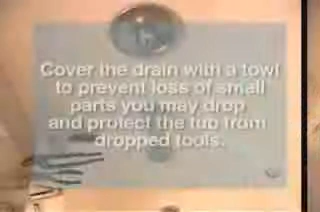 Cover the drain with a towl
to prevent loss of small
parts you may drop
and protect the tub from
dropped tools.